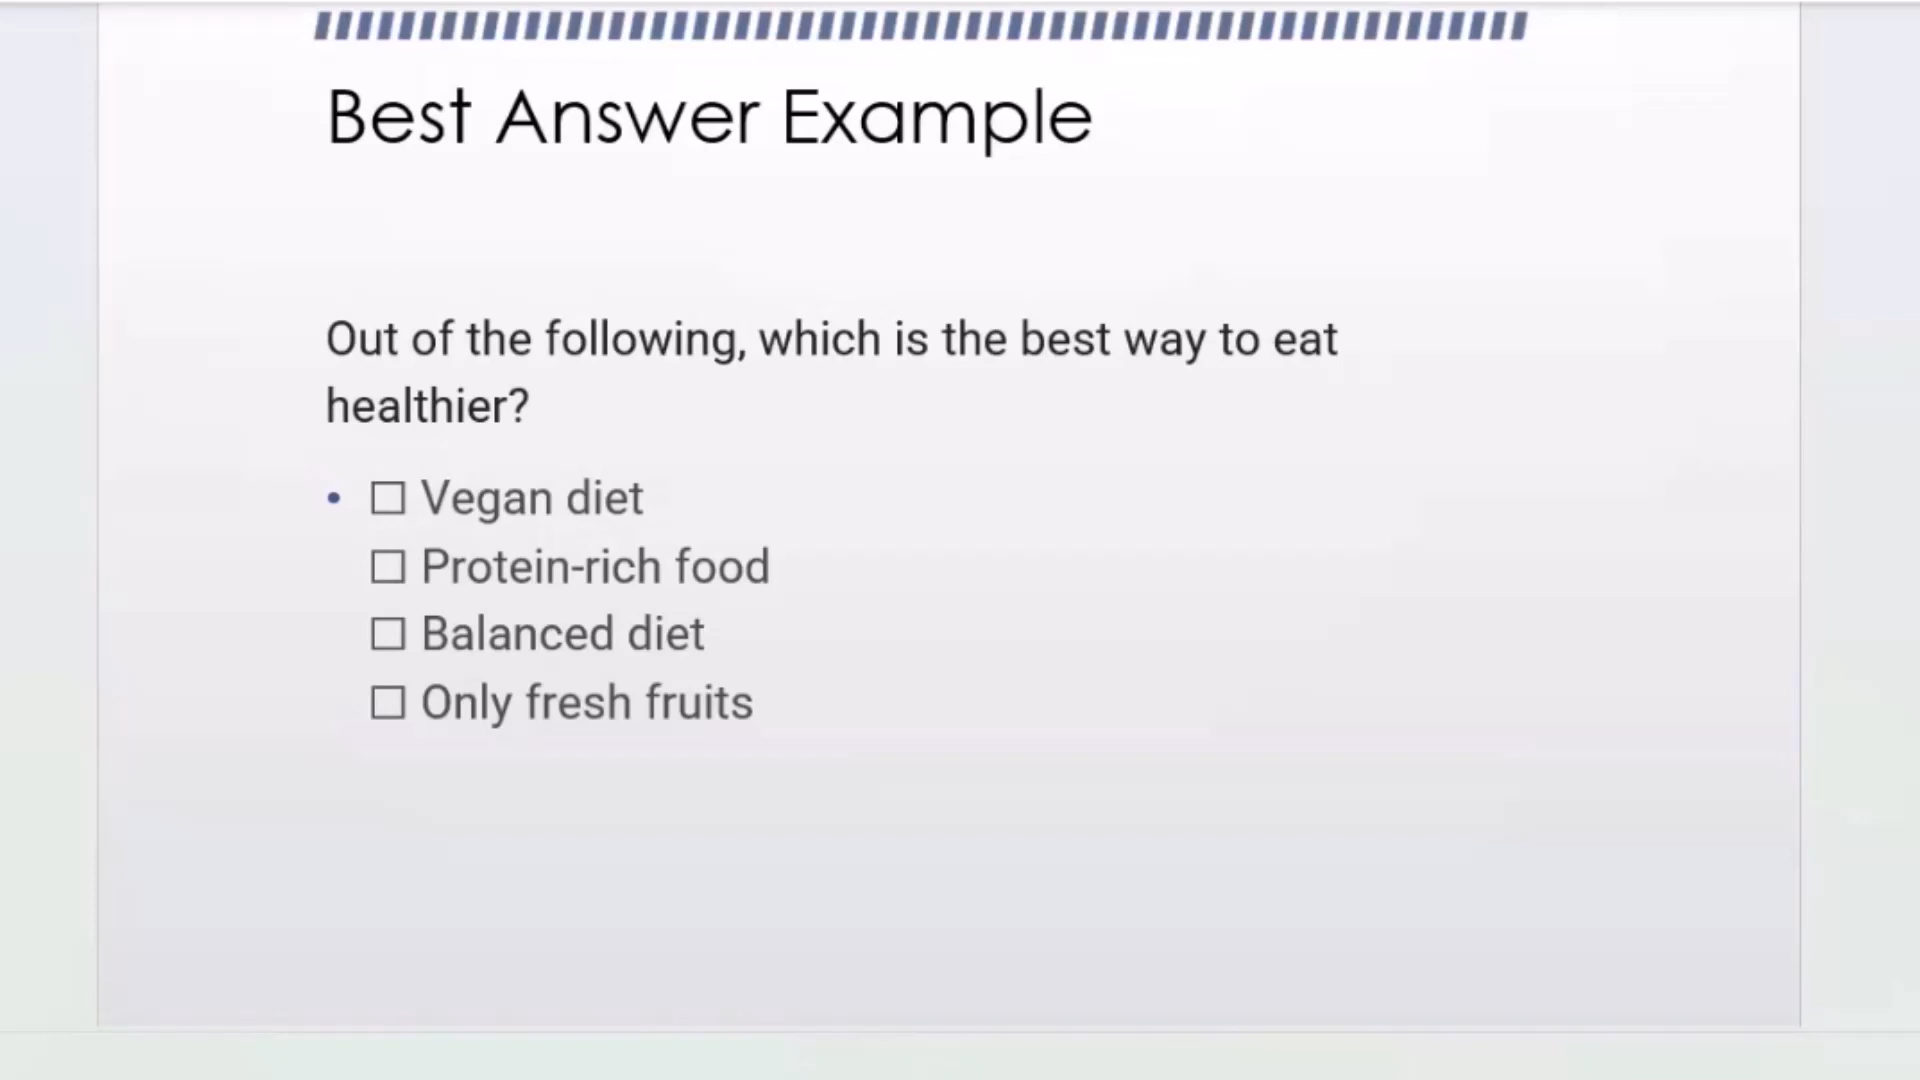 Best Answer Example
Out of the following, which is the best way to eat
healthier?
• ☐ Vegan diet
☐ Protein-rich food
☐ Balanced diet
☐ Only fresh fruits